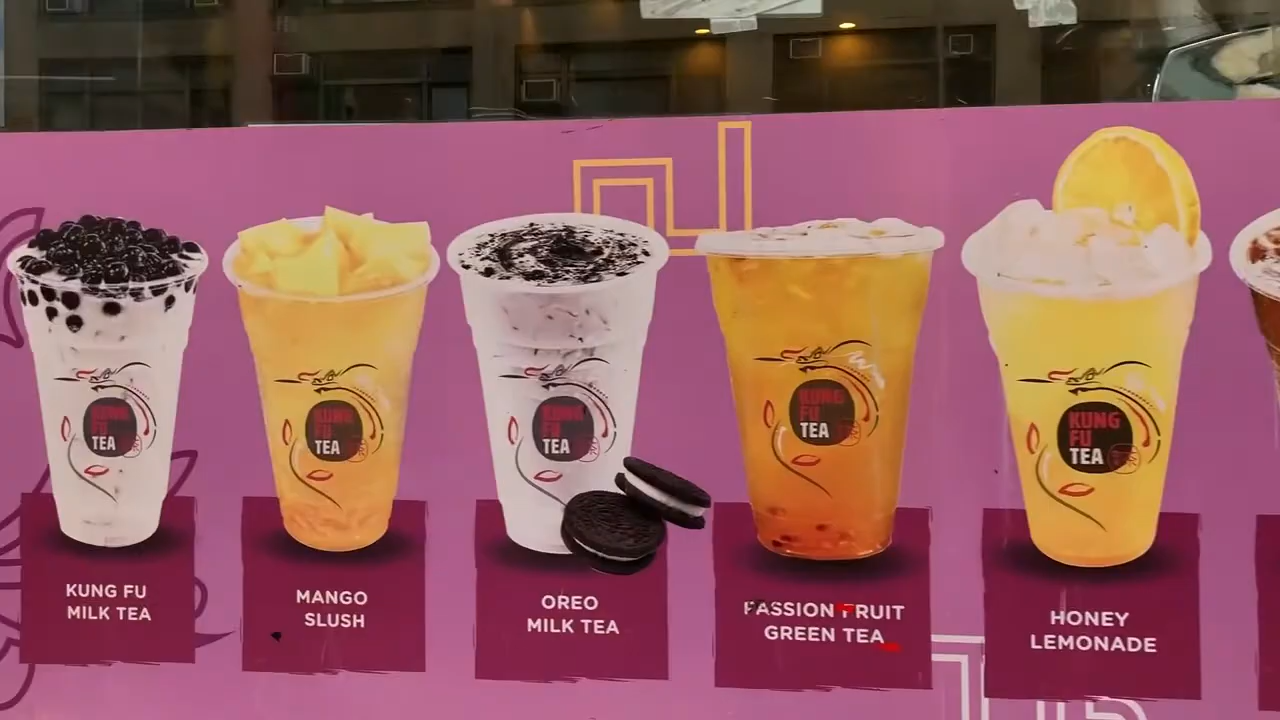 KUNG
FU
TEA
KUNG
FU
TEA
KUNG
FU
TEA
KUNG
FU
TEA
KUNG
FU
TEA
KUNG FU
MILK TEA
MANGO
SLUSH
OREO
MILK TEA
PASSION FRUIT
GREEN TEA
HONEY
LEMONADE